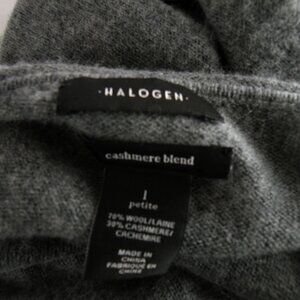 ·HALOGEN·
cashmere blend
l
petite
70% WOOL/LAINE
30% CASHMERE/
CACHEMIRE
MADE IN
CHINA
FABRIQUÉ EN
CHINE